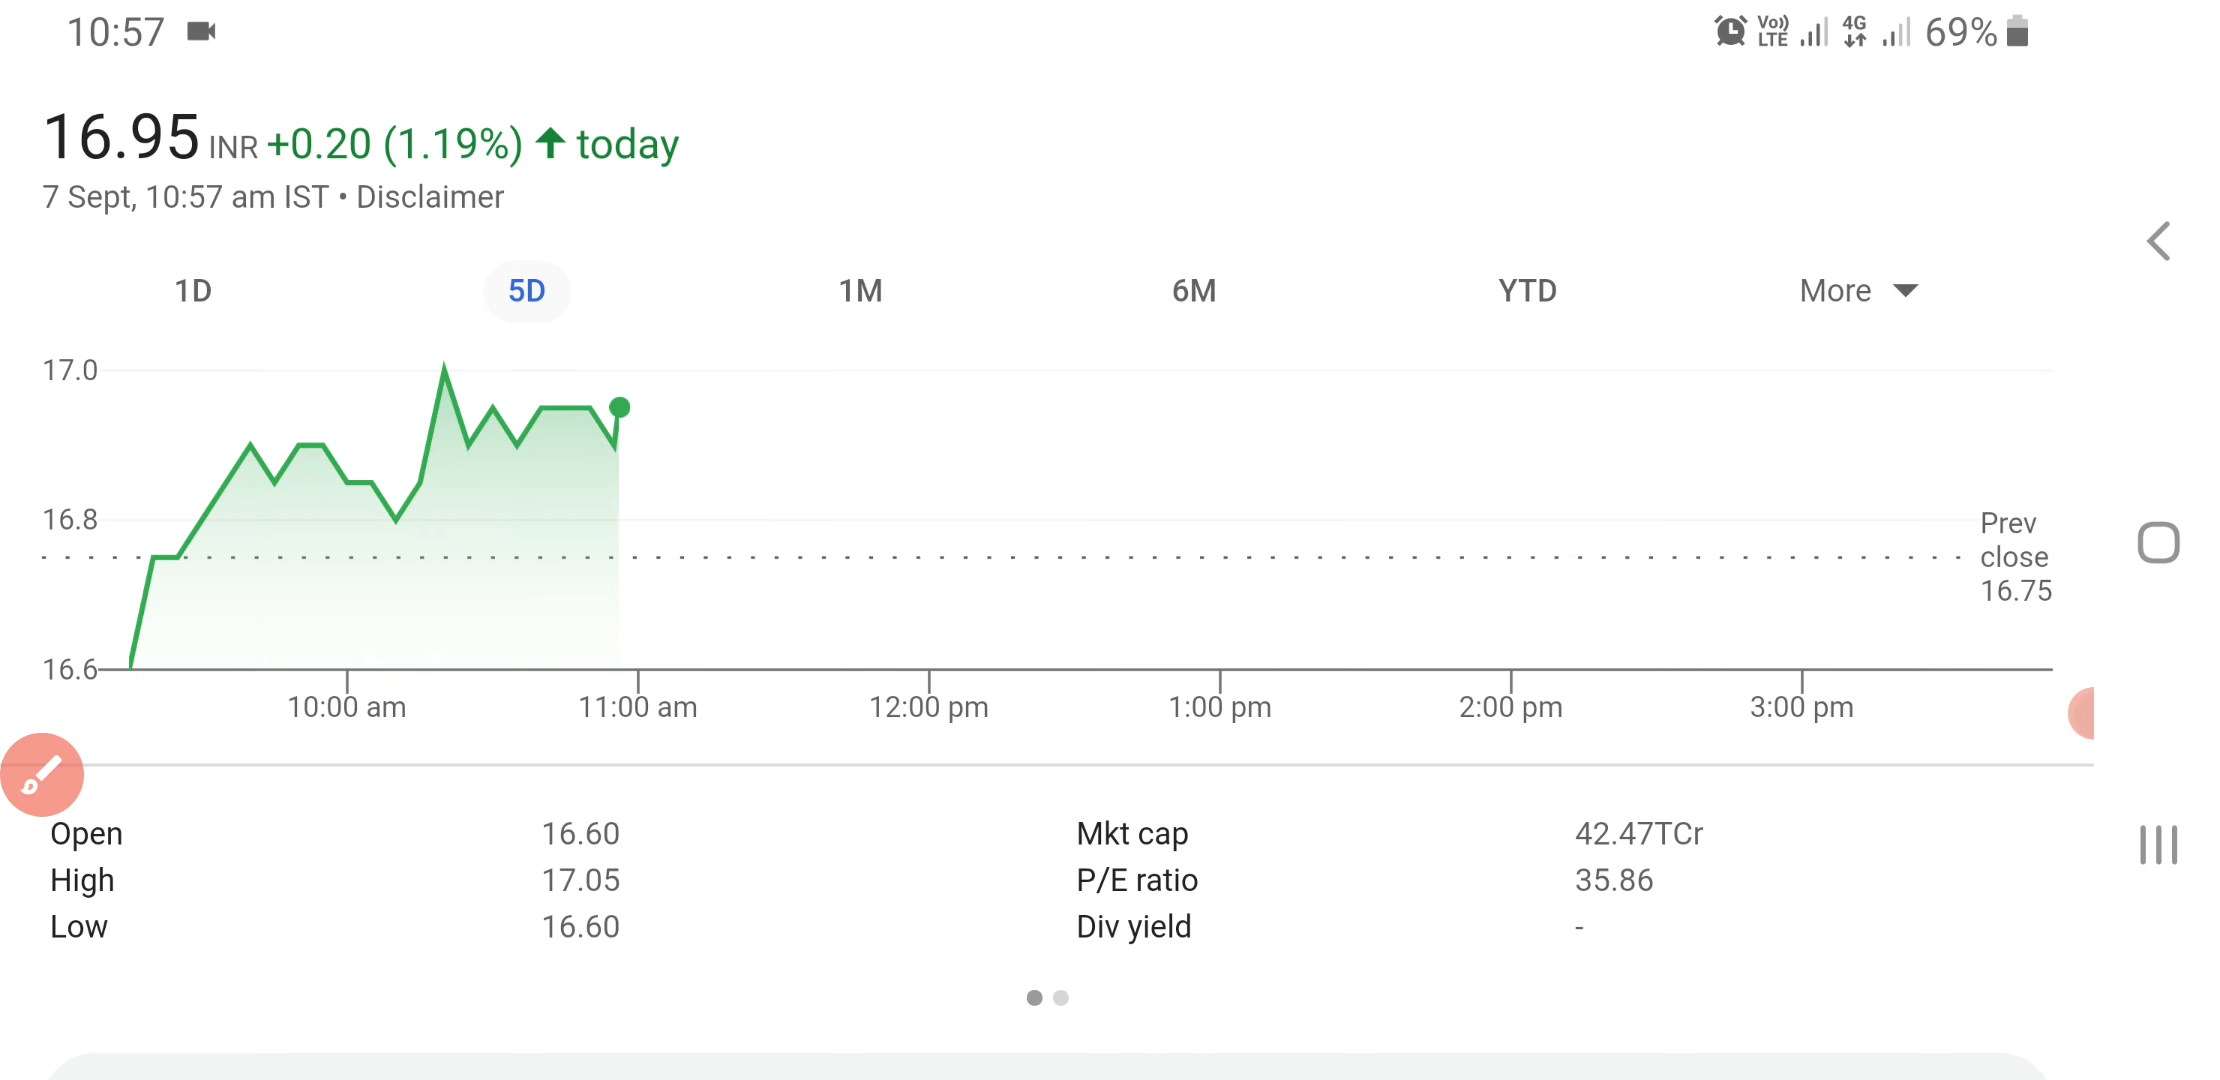 10:57
Vo)) LTE 4G 69%
16.95 INR +0.20 (1.19%) ↑ today
7 Sept, 10:57 am IST • Disclaimer
1D 5D 1M 6M YTD More
17.0
16.8
16.6
Prev
close
16.75
10:00 am 11:00 am 12:00 pm 1:00 pm 2:00 pm 3:00 pm
Open 16.60 Mkt cap 42.47TCr
High 17.05 P/E ratio 35.86
Low 16.60 Div yield -